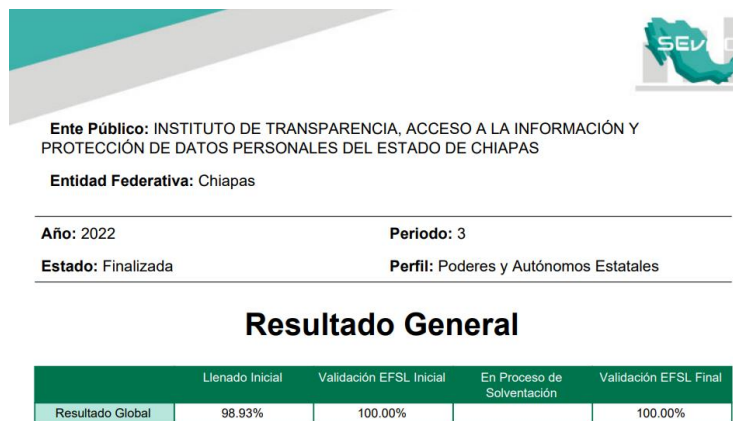 Ente Público: INSTITUTO DE TRANSPARENCIA, ACCESO A LA INFORMACIÓN Y
PROTECCIÓN DE DATOS PERSONALES DEL ESTADO DE CHIAPAS
Entidad Federativa: Chiapas
Año: 2022 Periodo: 3
Estado: Finalizada Perfil: Poderes y Autónomos Estatales
Resultado General
Llenado Inicial Validación EFSL Inicial En Proceso de Solventación Validación EFSL Final
Resultado Global 98.93% 100.00% 100.00%